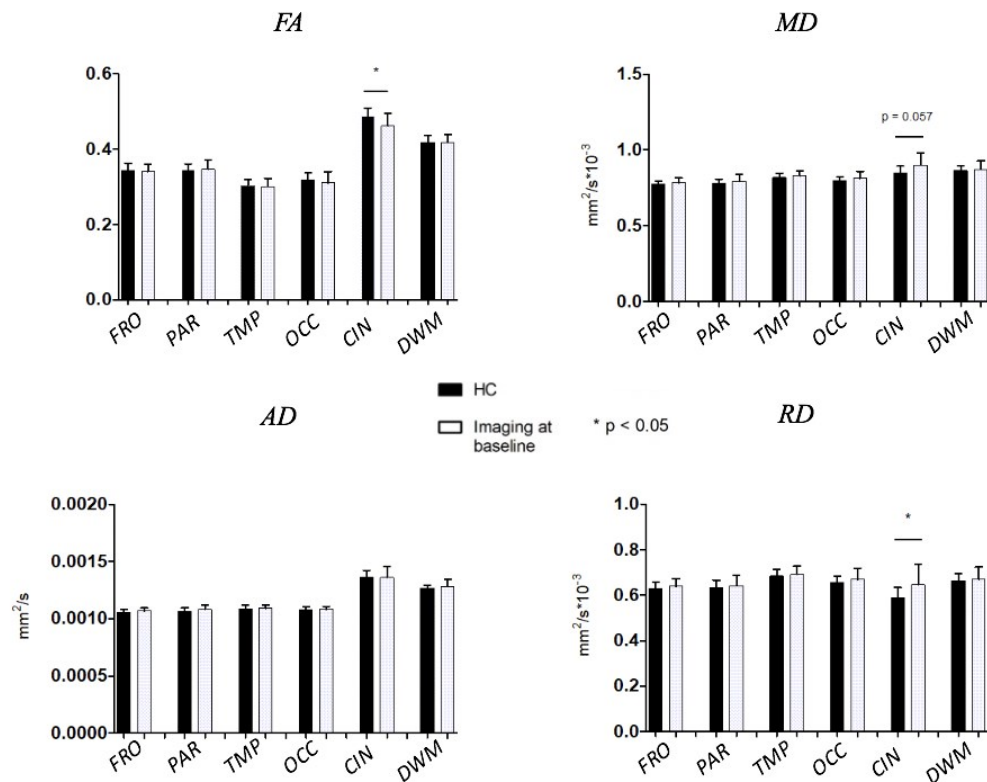 FA
MD
0.6
0.4
0.2
0.0
*
FRO
PAR
TMP
OCC
CIN
DWM
mm²/s*10⁻³
1.5
1.0
0.5
0.0
p = 0.057
FRO
PAR
TMP
OCC
CIN
DWM
HC
Imaging at
baseline
* p < 0.05
AD
RD
mm²/s
0.0020
0.0015
0.0010
0.0005
0.0000
FRO
PAR
TMP
OCC
CIN
DWM
mm²/s*10⁻³
1.0
0.8
0.6
0.4
0.2
0.0
*
FRO
PAR
TMP
OCC
CIN
DWM